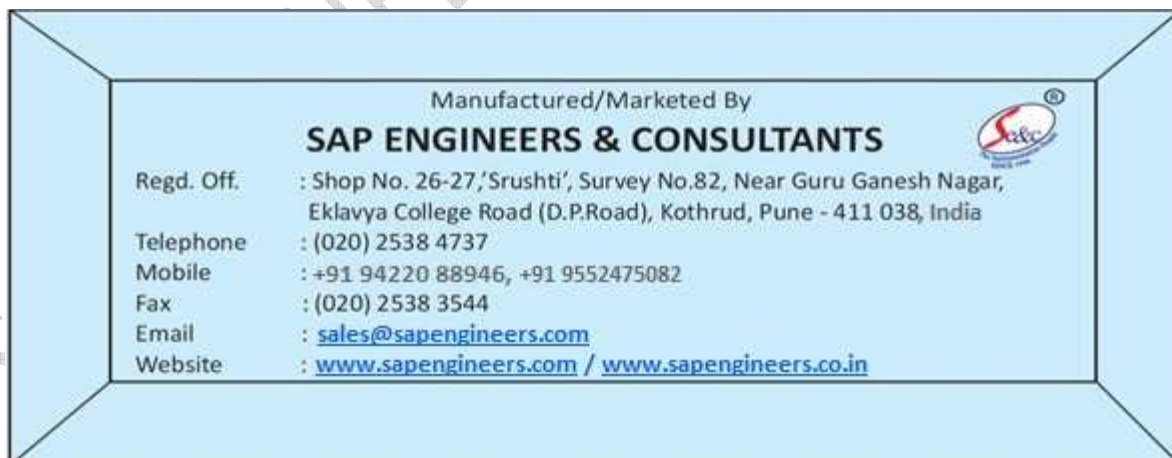 Manufactured/Marketed By
SAP ENGINEERS & CONSULTANTS
®
Sa&c
SINCE
Regd. Off. : Shop No. 26-27,'Srushti', Survey No.82, Near Guru Ganesh Nagar,
Eklavya College Road (D.P.Road), Kothrud, Pune - 411 038, India
Telephone : (020) 2538 4737
Mobile : +91 94220 88946, +91 9552475082
Fax : (020) 2538 3544
Email : sales@sapengineers.com
Website : www.sapengineers.com / www.sapengineers.co.in